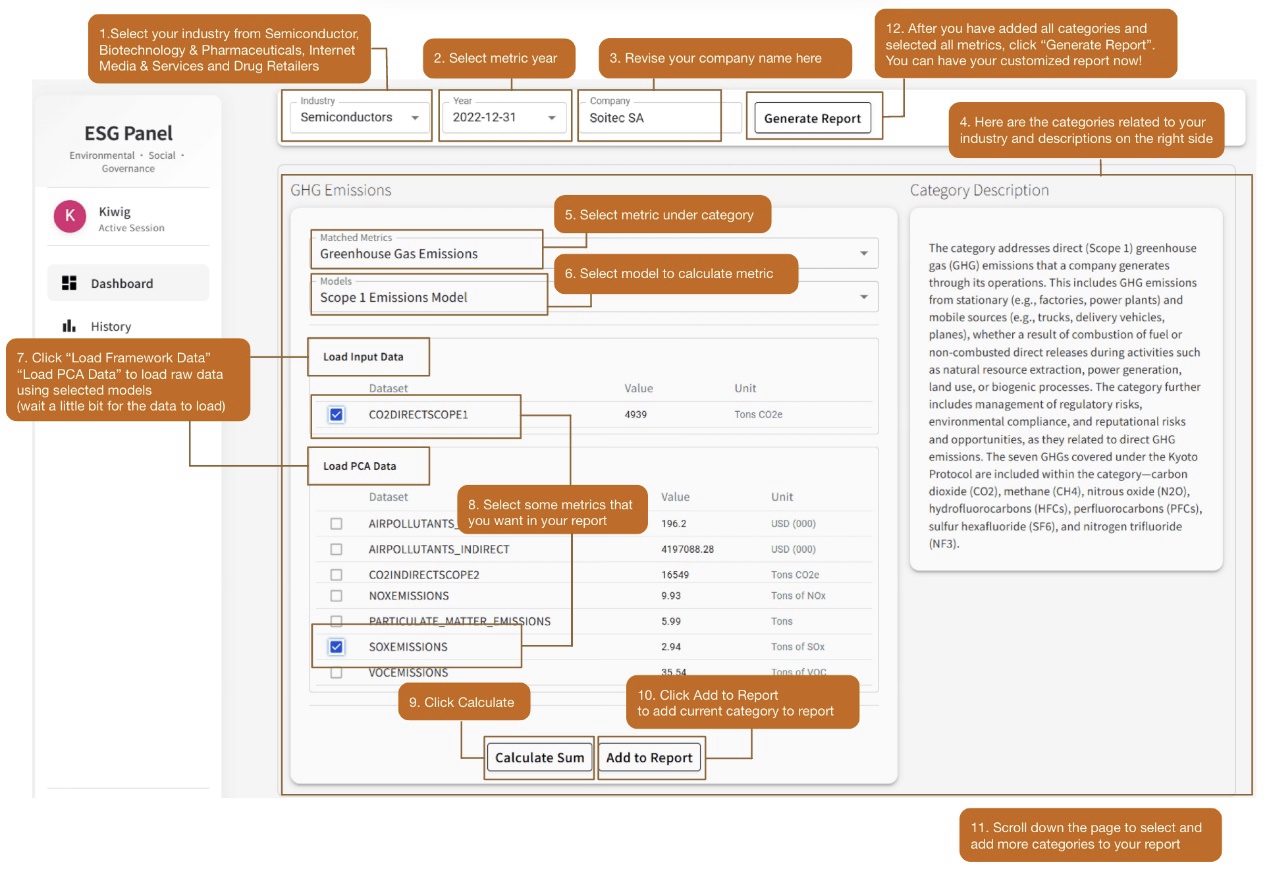 1.Select your industry from Semiconductor,
Biotechnology & Pharmaceuticals, Internet
Media & Services and Drug Retailers
2. Select metric year
3. Revise your company name here
12. After you have added all categories and
selected all metrics, click “Generate Report”.
You can have your customized report now!
Industry
Semiconductors
Year
2022-12-31
Company
Soitec SA
Generate Report
4. Here are the categories related to your
industry and descriptions on the right side
ESG Panel
Environmental • Social •
Governance
K
Kiwig
Active Session
Dashboard
History
GHG Emissions
5. Select metric under category
Matched Metrics
Greenhouse Gas Emissions
6. Select model to calculate metric
Models
Scope 1 Emissions Model
7. Click “Load Framework Data”
“Load PCA Data” to load raw data
using selected models
(wait a little bit for the data to load)
Load Input Data
Dataset Value Unit
CO2DIRECTSCOPE1 4939 Tons CO2e
Load PCA Data
Dataset Value Unit
8. Select some metrics that
you want in your report
AIRPOLLUTANTS_ 196.2 USD (000)
AIRPOLLUTANTS_INDIRECT 4197088.28 USD (000)
CO2INDIRECTSCOPE2 16549 Tons CO2e
NOXEMISSIONS 9.93 Tons of NOx
PARTICULATE_MATTER_EMISSIONS 5.99 Tons
SOXEMISSIONS 2.94 Tons of SOx
VOCEMISSIONS 35.54 Tons of VOC
9. Click Calculate
10. Click Add to Report
to add current category to report
Calculate Sum
Add to Report
Category Description
The category addresses direct (Scope 1) greenhouse
gas (GHG) emissions that a company generates
through its operations. This includes GHG emissions
from stationary (e.g., factories, power plants) and
mobile sources (e.g., trucks, delivery vehicles,
planes), whether a result of combustion of fuel or
non-combusted direct releases during activities such
as natural resource extraction, power generation,
land use, or biogenic processes. The category further
includes management of regulatory risks,
environmental compliance, and reputational risks
and opportunities, as they related to direct GHG
emissions. The seven GHGs covered under the Kyoto
Protocol are included within the category—carbon
dioxide (CO2), methane (CH4), nitrous oxide (N2O),
hydrofluorocarbons (HFCs), perfluorocarbons (PFCs),
sulfur hexafluoride (SF6), and nitrogen trifluoride
(NF3).
11. Scroll down the page to select and
add more categories to your report